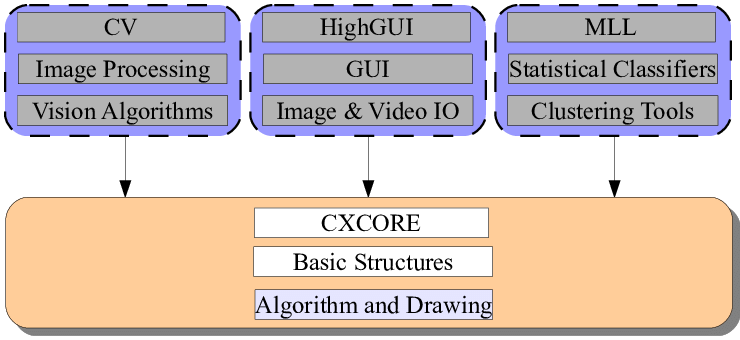 CV
Image Processing
Vision Algorithms
HighGUI
GUI
Image & Video IO
MLL
Statistical Classifiers
Clustering Tools
CXCORE
Basic Structures
Algorithm and Drawing